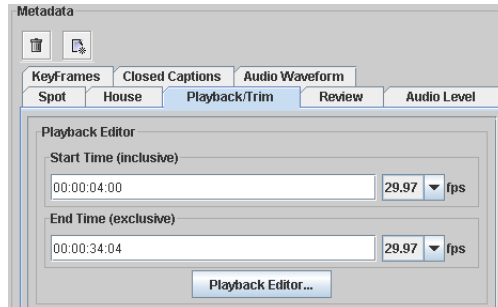 Metadata
KeyFrames Closed Captions Audio Waveform
Spot House Playback/Trim Review Audio Level
Playback Editor
Start Time (inclusive)
00:00:04:00 29.97 fps
End Time (exclusive)
00:00:34:04 29.97 fps
Playback Editor...